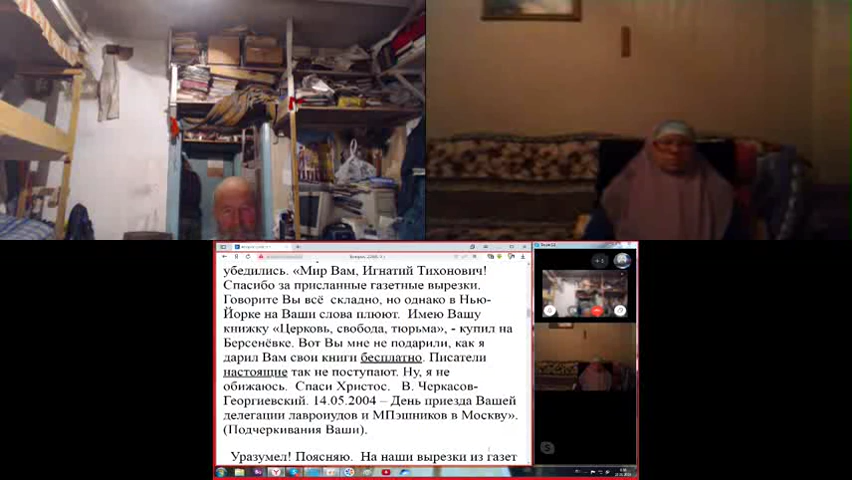 убедились. «Мир Вам, Игнатий Тихонович!
Спасибо за присланные газетные вырезки.
Говорите Вы всё складно, но однако в Нью-
Йорке на Ваши слова плюют. Имею Вашу
книжку «Церковь, свобода, тюрьма», - купил на
Берсенёвке. Вот Вы мне не подарили, как я
дарил Вам свои книги бесплатно. Писатели
настоящие так не поступают. Ну, я не
обижаюсь. Спаси Христос. В. Черкасов-
Георгиевский. 14.05.2004 – День приезда Вашей
делегации лавроиудов и МПэшников в Москву».
(Подчеркивания Ваши).
Уразумел! Поясняю. На наши вырезки из газет